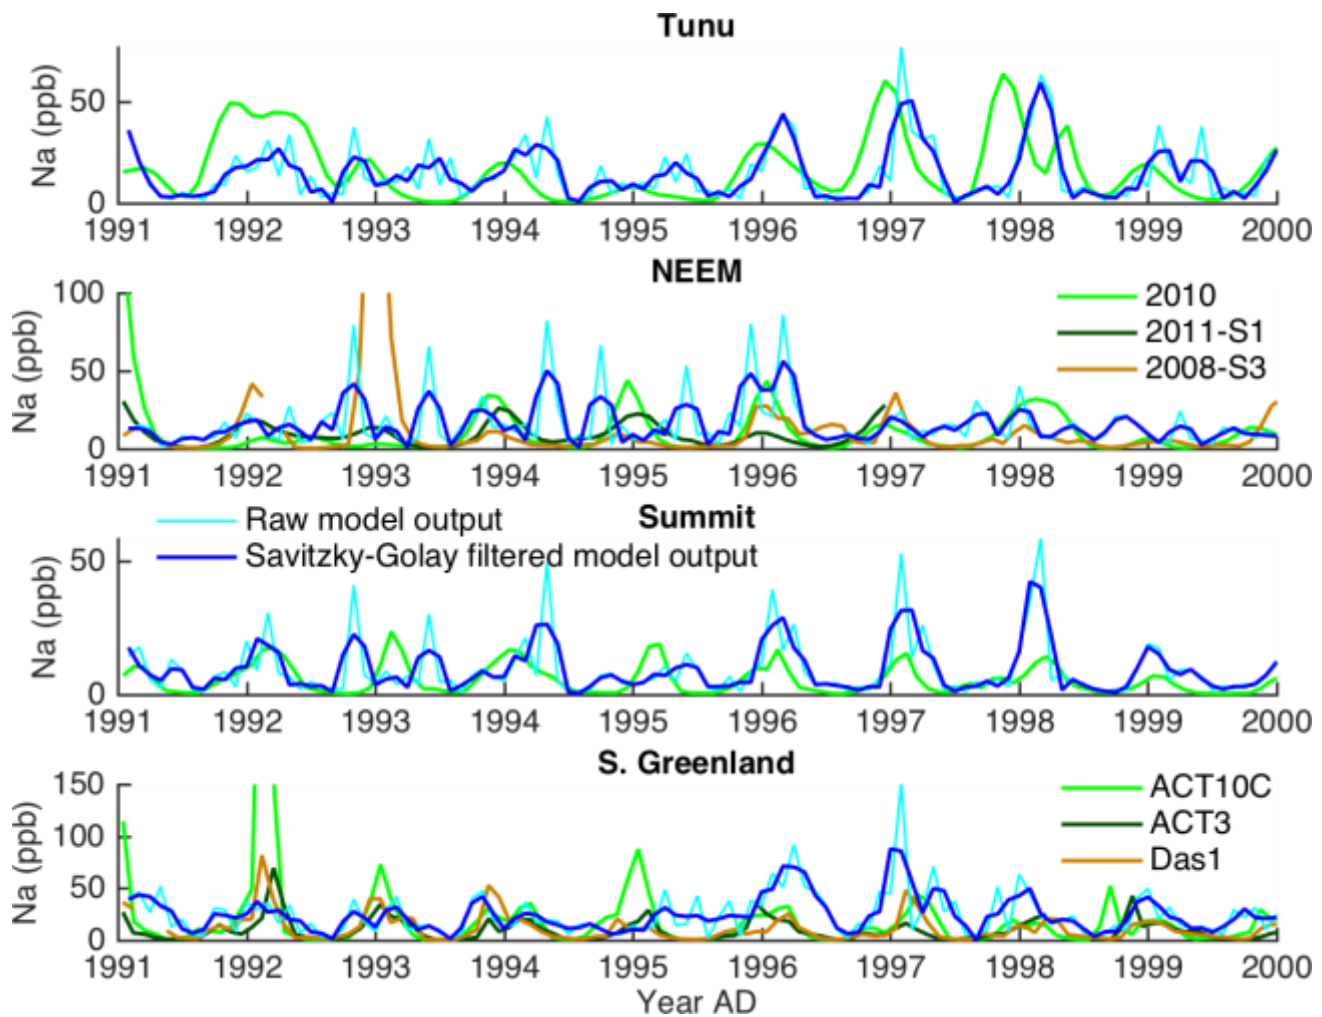 Tunu
Na (ppb)
50
0
1991 1992 1993 1994 1995 1996 1997 1998 1999 2000
NEEM
Na (ppb)
100
50
0
2010
2011-S1
2008-S3
1991 1992 1993 1994 1995 1996 1997 1998 1999 2000
Raw model output
Summit
Savitzky-Golay filtered model output
Na (ppb)
50
0
1991 1992 1993 1994 1995 1996 1997 1998 1999 2000
S. Greenland
Na (ppb)
150
100
50
0
ACT10C
ACT3
Das1
1991 1992 1993 1994 1995 1996 1997 1998 1999 2000
Year AD